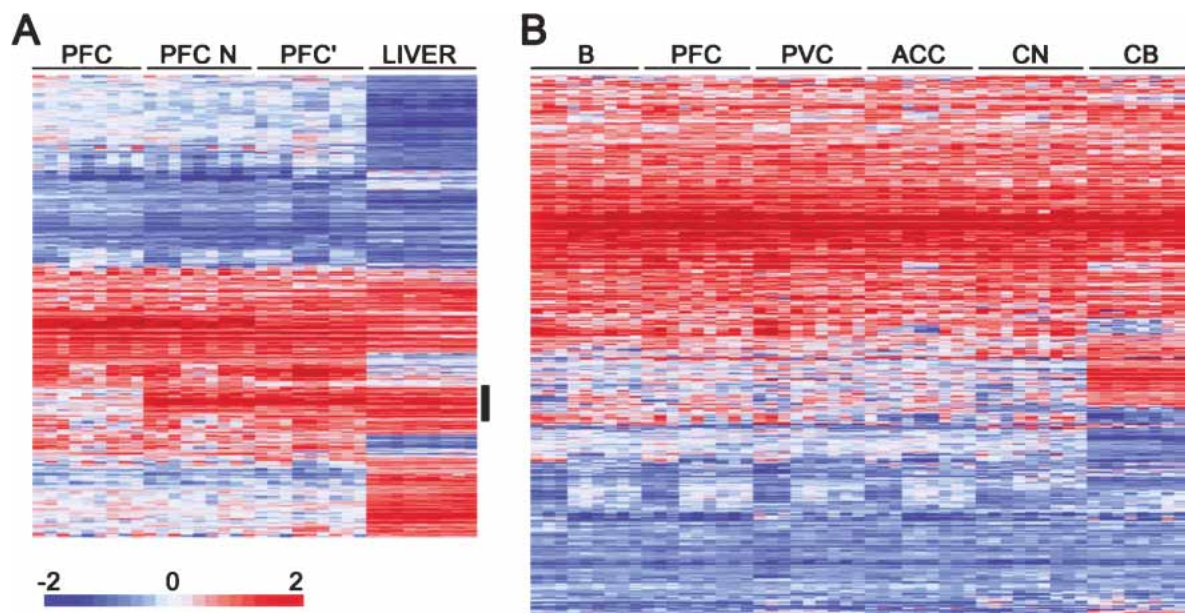 A
PFC PFC N PFC' LIVER
-2 0 2
B
B PFC PVC ACC CN CB